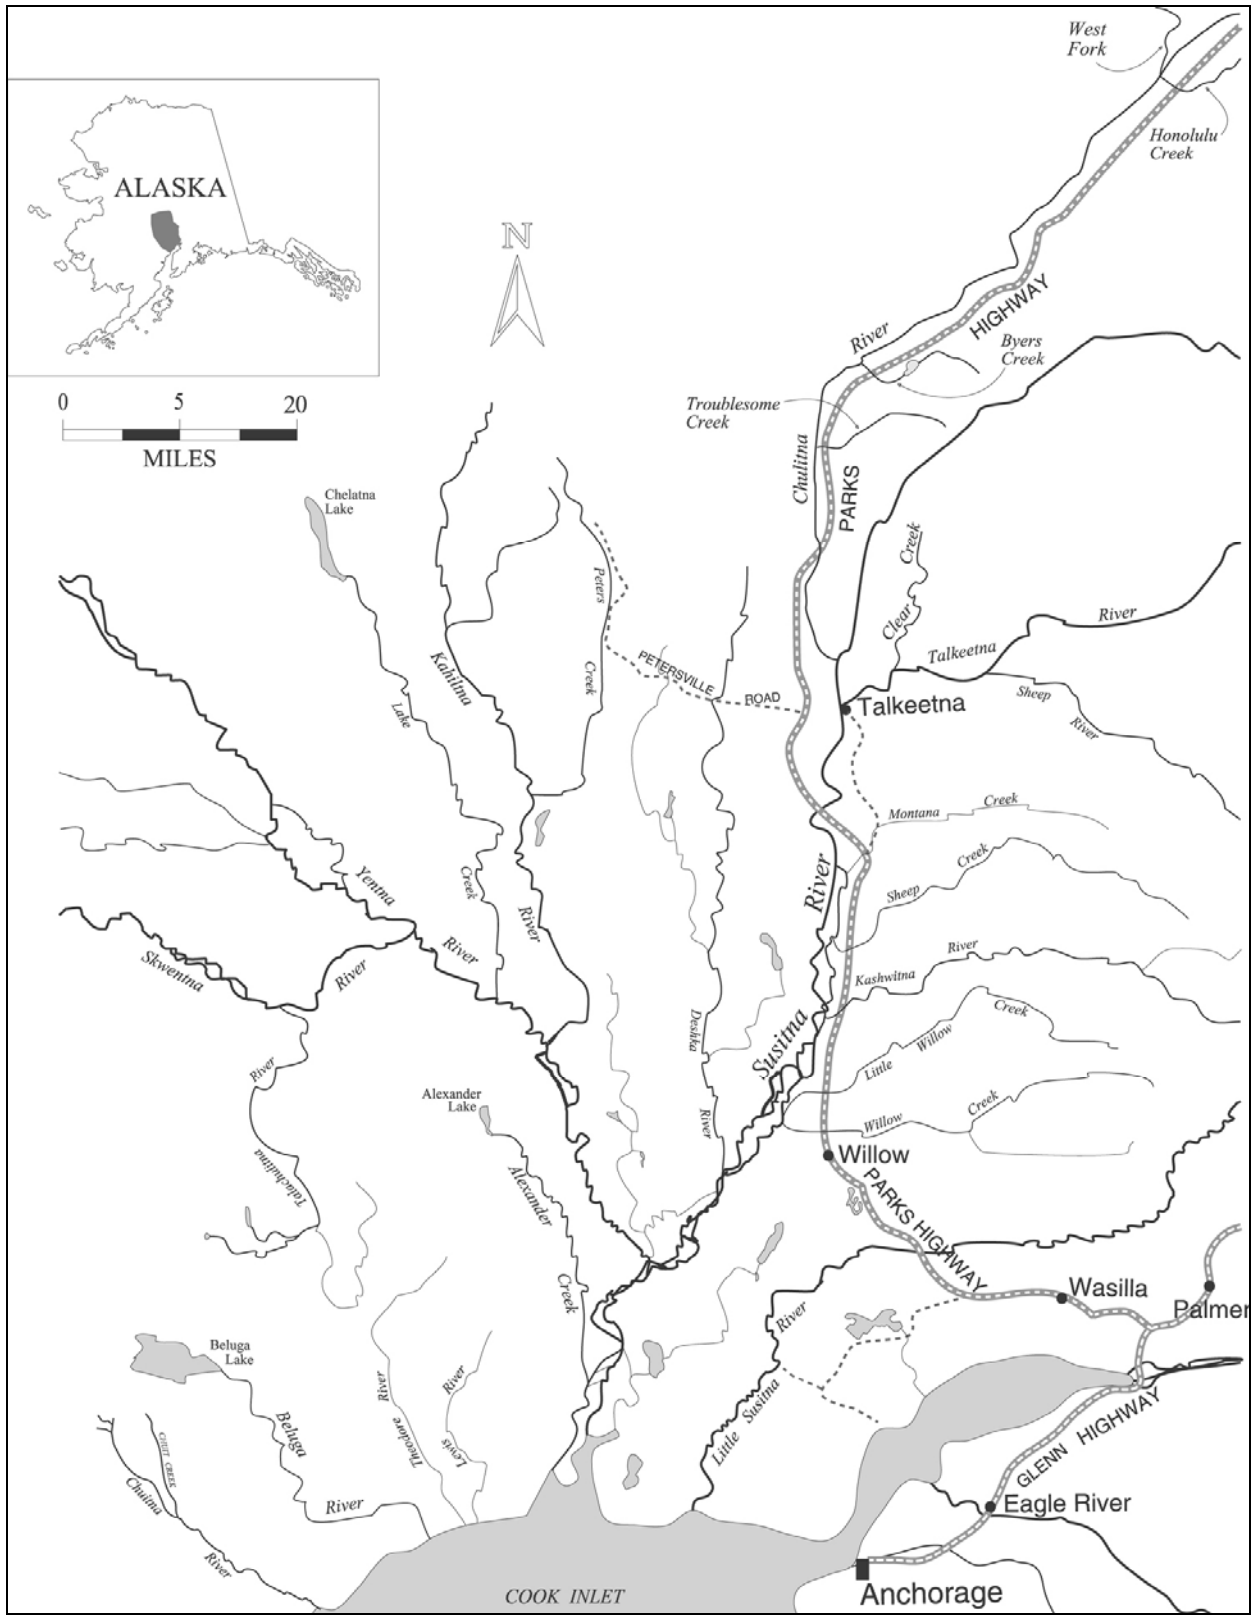 West
Fork
Honolulu
Creek
ALASKA
N
HIGHWAY
River
Byers
Creek
0 5 20
MILES
Troublesome
Creek
Chulitna
PARKS
Chelatna
Lake
Creek
Clear
Peters
Creek
River
Talkeetna
Kahiltna
PETERSVILLE
ROAD
Sheep
River
Lake
Talkeetna
Montana Creek
Creek
Sheep
River
Yentna
Creek
River
River
River
Kashwitna
Skwentna
River
Creek
Willow
Little
Deshka
Susitna
River
Alexander
Lake
River
Creek
Willow
Willow
Talachulitna
Alexander
PARKS HIGHWAY
Wasilla
Palmer
Creek
River
Beluga
Lake
River
River
Susitna
Little
Beluga
Theodore
Lewis
HIGHWAY
GLENN
CHUIT CREEK
Chuitna
River
Eagle River
River
COOK INLET
Anchorage